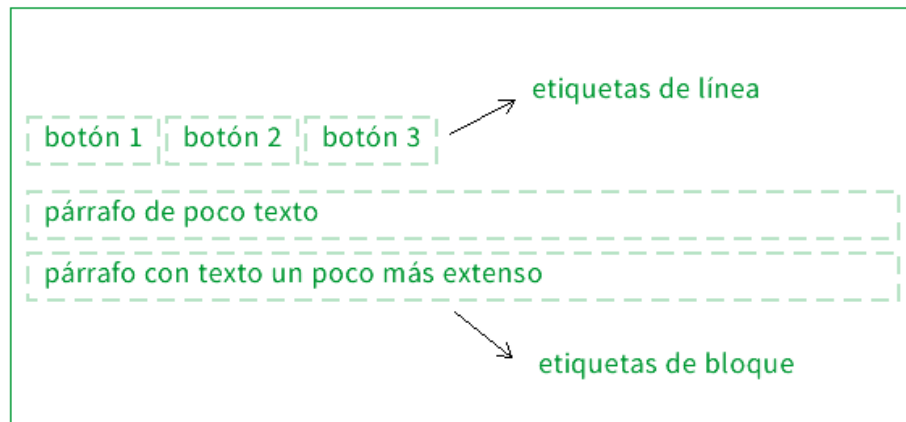 etiquetas de línea
botón 1 botón 2 botón 3
párrafo de poco texto
párrafo con texto un poco más extenso
etiquetas de bloque